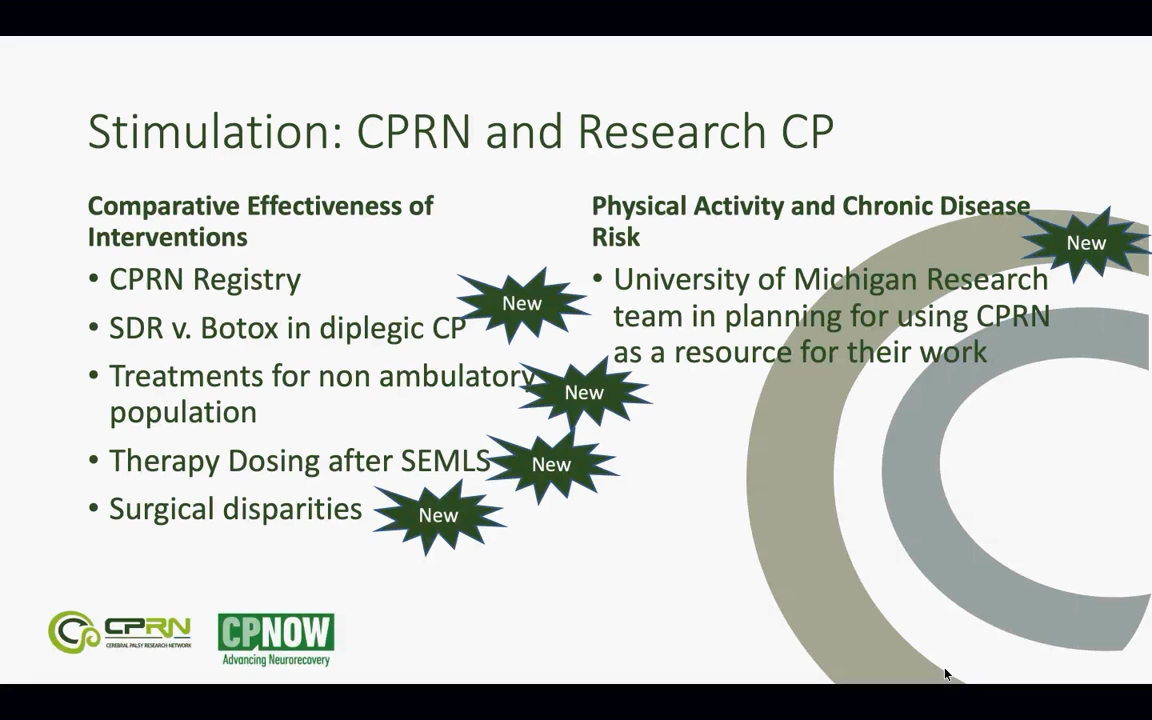 Stimulation: CPRN and Research CP
Comparative Effectiveness of
Interventions
• CPRN Registry
• SDR v. Botox in diplegic CP
New
• Treatments for non ambulatory
population
New
• Therapy Dosing after SEMLS
New
• Surgical disparities
New
Physical Activity and Chronic Disease
Risk
New
• University of Michigan Research
team in planning for using CPRN
as a resource for their work
CPRN
CEREBRAL PALSY RESEARCH NETWORK
CPNOW
Advancing Neurorecovery